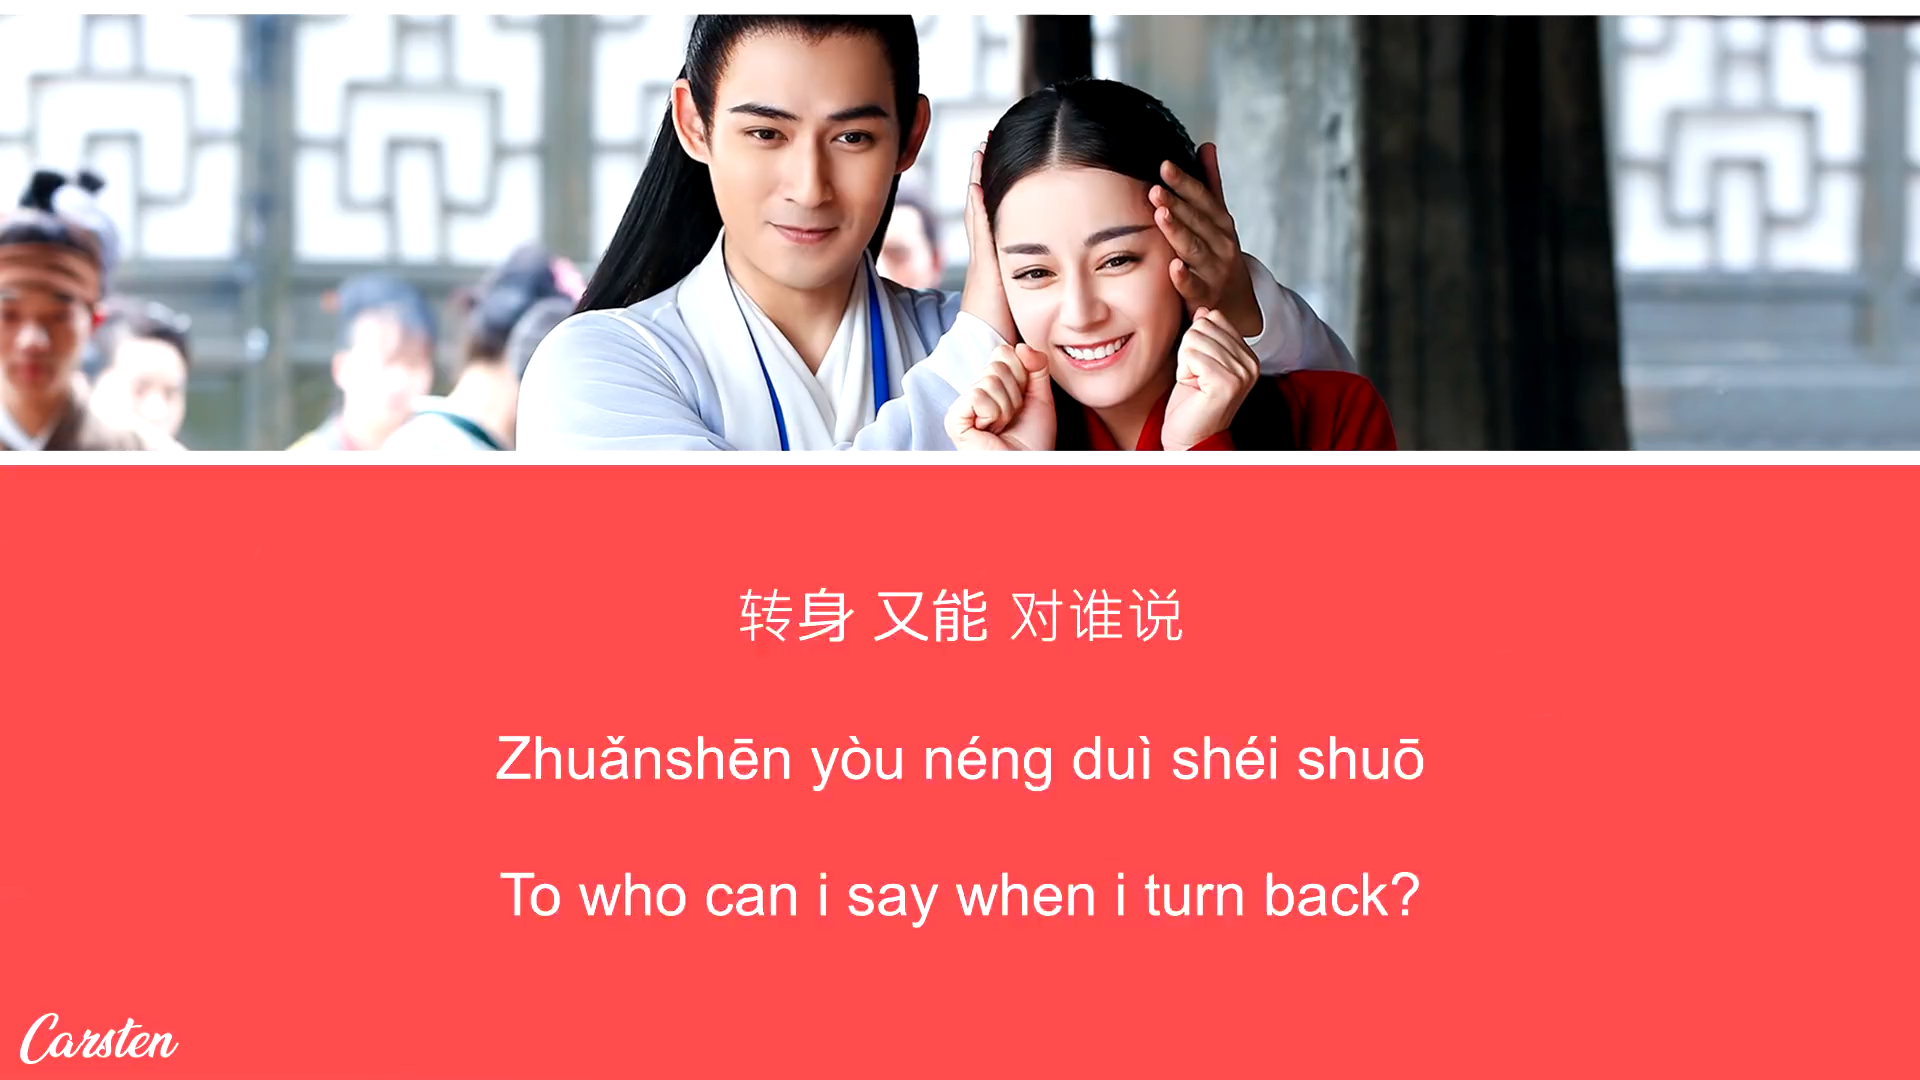 转身 又能 对谁说
Zhuǎnshēn yòu néng duì shéi shuō
To who can i say when i turn back?
Carsten